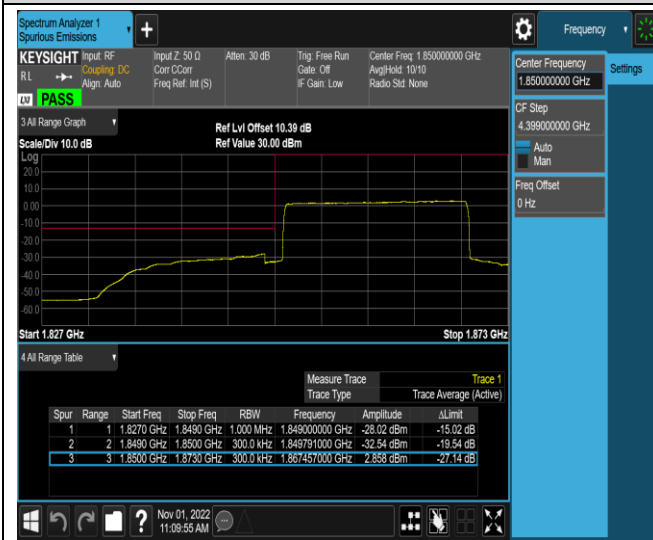 Spectrum Analyzer 1
Spurious Emissions
+
Frequency
KEYSIGHT Input: RF Input Z: 50 Ω Atten: 30 dB Trig: Free Run Center Freq: 1.850000000 GHz
RL Coupling: DC Corr CCorr Gate: Off Avg|Hold: 10/10
Align: Auto Freq Ref: Int (S) IF Gain: Low Radio Std: None
LXI PASS
Center Frequency
1.850000000 GHz
Settings
CF Step
4.399000000 GHz
Auto
Man
Freq Offset
0 Hz
3 All Range Graph
Ref Lvl Offset 10.39 dB
Scale/Div 10.0 dB Ref Value 30.00 dBm
Log
20.0
10.0
0.00
-10.0
-20.0
-30.0
-40.0
-50.0
-60.0
Start 1.827 GHz Stop 1.873 GHz
4 All Range Table
Measure Trace Trace 1
Trace Type Trace Average (Active)
Spur Range Start Freq Stop Freq RBW Frequency Amplitude ΔLimit
1 1 1.8270 GHz 1.8490 GHz 1.000 MHz 1.849000000 GHz -28.02 dBm -15.02 dB
2 2 1.8490 GHz 1.8500 GHz 300.0 kHz 1.849791000 GHz -32.54 dBm -19.54 dB
3 3 1.8500 GHz 1.8730 GHz 300.0 kHz 1.867457000 GHz 2.858 dBm -27.14 dB
? Nov 01, 2022
11:09:55 AM